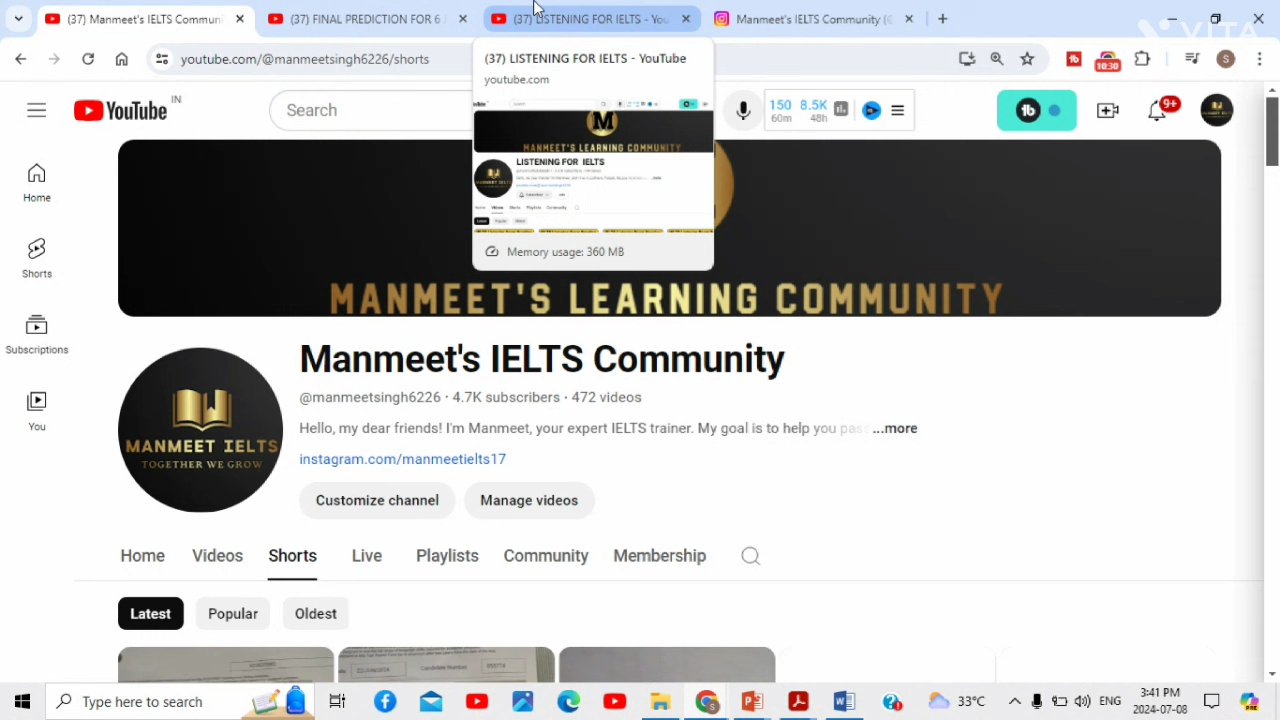 (37) Manmeet's IELTS Commun
(37) FINAL PREDICTION FOR 6
(37) LISTENING FOR IELTS - You
Manmeet's IELTS Community (
VITA
youtube.com/@manmeetsingh6226/shorts
10:30
S
(37) LISTENING FOR IELTS - YouTube
youtube.com
MANMEET'S LEARNING COMMUNITY
LISTENING FOR IELTS
Memory usage: 360 MB
YouTube IN
Search
150 60m
8.5K 48h
9+
Home
Shorts
Subscriptions
You
MANMEET'S LEARNING COMMUNITY
MANMEET IELTS
TOGETHER WE GROW
Manmeet's IELTS Community
@manmeetsingh6226 · 4.7K subscribers · 472 videos
Hello, my dear friends! I'm Manmeet, your expert IELTS trainer. My goal is to help you pas ...more
instagram.com/manmeetielts17
Customize channel
Manage videos
Home Videos Shorts Live Playlists Community Membership
Latest Popular Oldest
Candidate Number
Type here to search
33°C
ENG
5:41 PM
2024-07-08